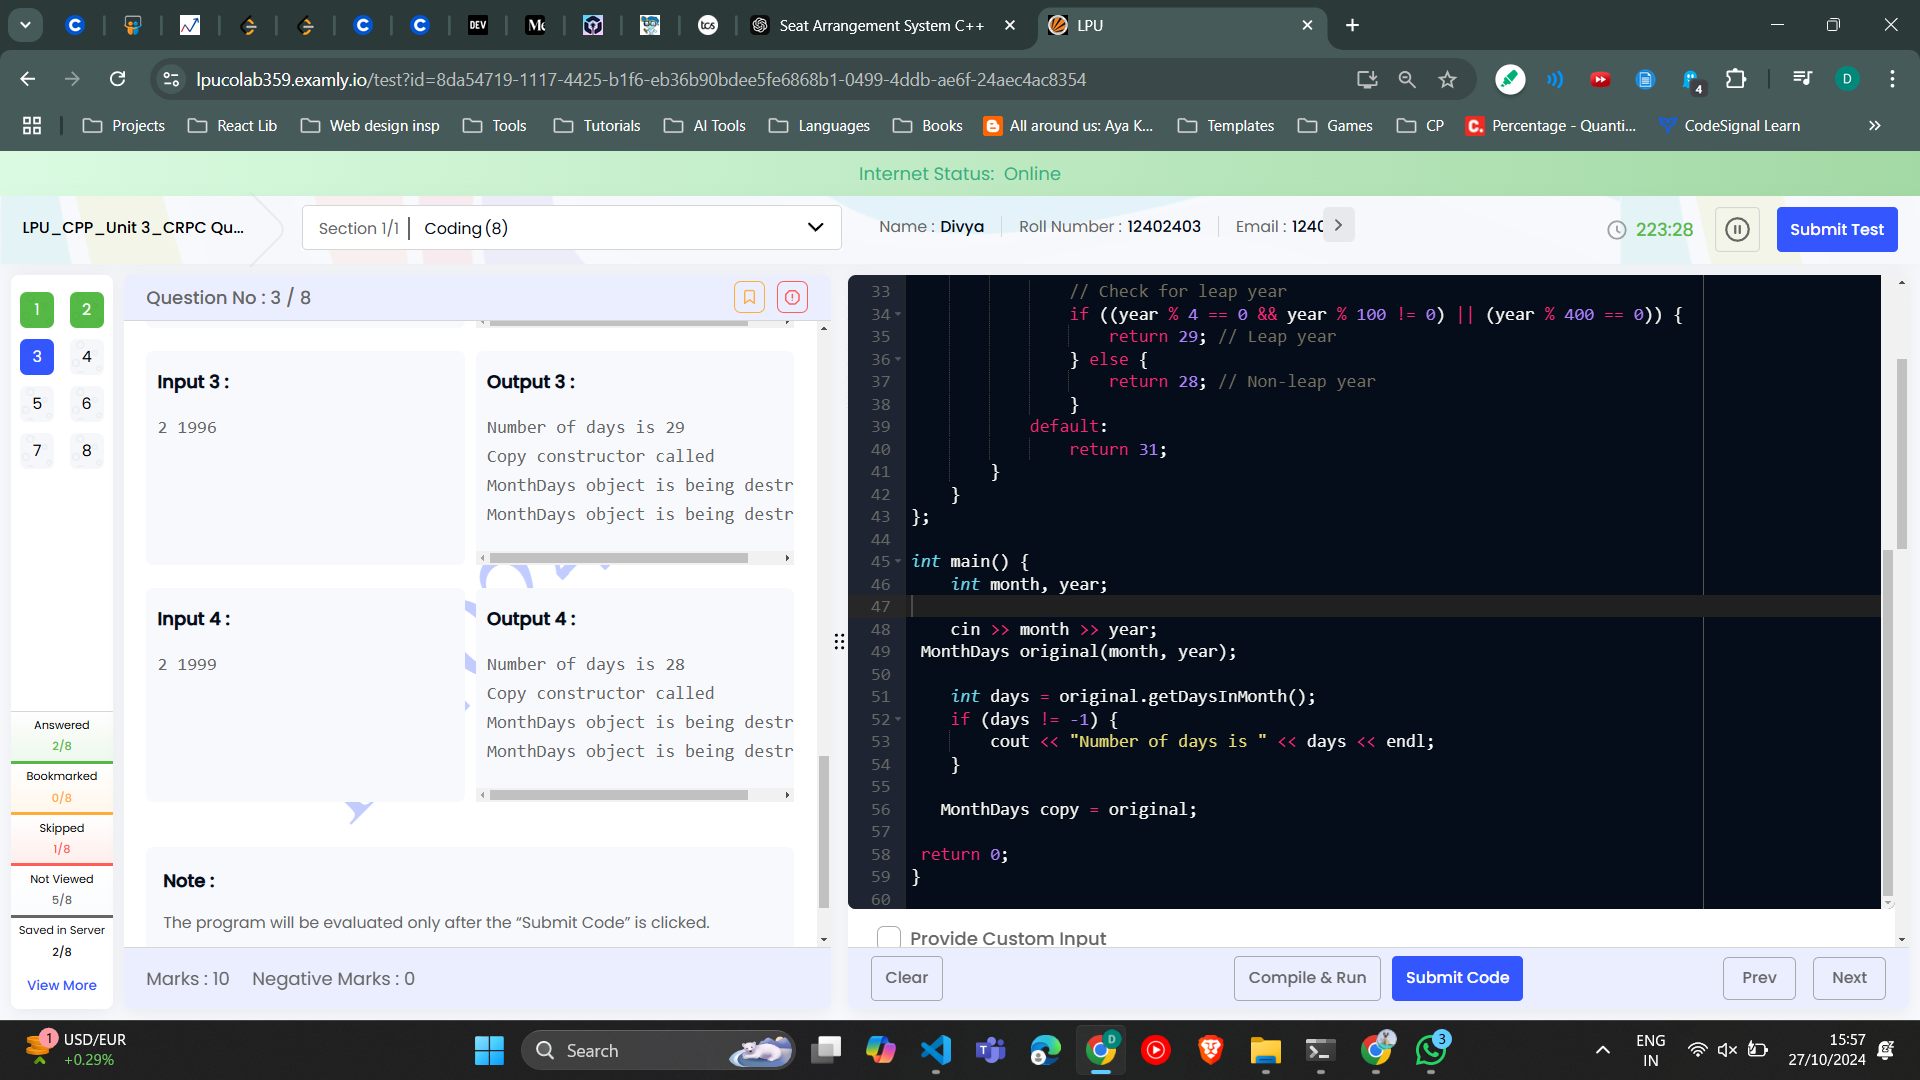 DEV
tcs
Seat Arrangement System C++
LPU
lpucolab359.examly.io/test?id=8da54719-1117-4425-b1f6-eb36b90bdee5fe6868b1-0499-4ddb-ae6f-24aec4ac8354
4
D
Projects
React Lib
Web design insp
Tools
Tutorials
AI Tools
Languages
Books
All around us: Aya K...
Templates
Games
CP
Percentage - Quanti...
CodeSignal Learn
Internet Status: Online
LPU_CPP_Unit 3_CRPC Qu...
Section 1/1 | Coding (8)
Name : Divya
Roll Number : 12402403
Email : 1240
223:28
Submit Test
1 2
3 4
5 6
7 8
Answered
2/8
Bookmarked
0/8
Skipped
1/8
Not Viewed
5/8
Saved in Server
2/8
View More
Question No : 3 / 8
Input 3 :
2 1996
Output 3 :
Number of days is 29
Copy constructor called
MonthDays object is being destr
MonthDays object is being destr
Input 4 :
2 1999
Output 4 :
Number of days is 28
Copy constructor called
MonthDays object is being destr
MonthDays object is being destr
Note :
The program will be evaluated only after the “Submit Code” is clicked.
Marks : 10 Negative Marks : 0
33 // Check for leap year
34 if ((year % 4 == 0 && year % 100 != 0) || (year % 400 == 0)) {
35 return 29; // Leap year
36 } else {
37 return 28; // Non-leap year
38 }
39 default:
40 return 31;
41 }
42 }
43 };
44
45 int main() {
46 int month, year;
47
48 cin >> month >> year;
49 MonthDays original(month, year);
50
51 int days = original.getDaysInMonth();
52 if (days != -1) {
53 cout << "Number of days is " << days << endl;
54 }
55
56 MonthDays copy = original;
57
58 return 0;
59 }
60
Provide Custom Input
Clear
Compile & Run
Submit Code
Prev
Next
1
USD/EUR
+0.29%
Search
D
3
ENG
IN
15:57
27/10/2024